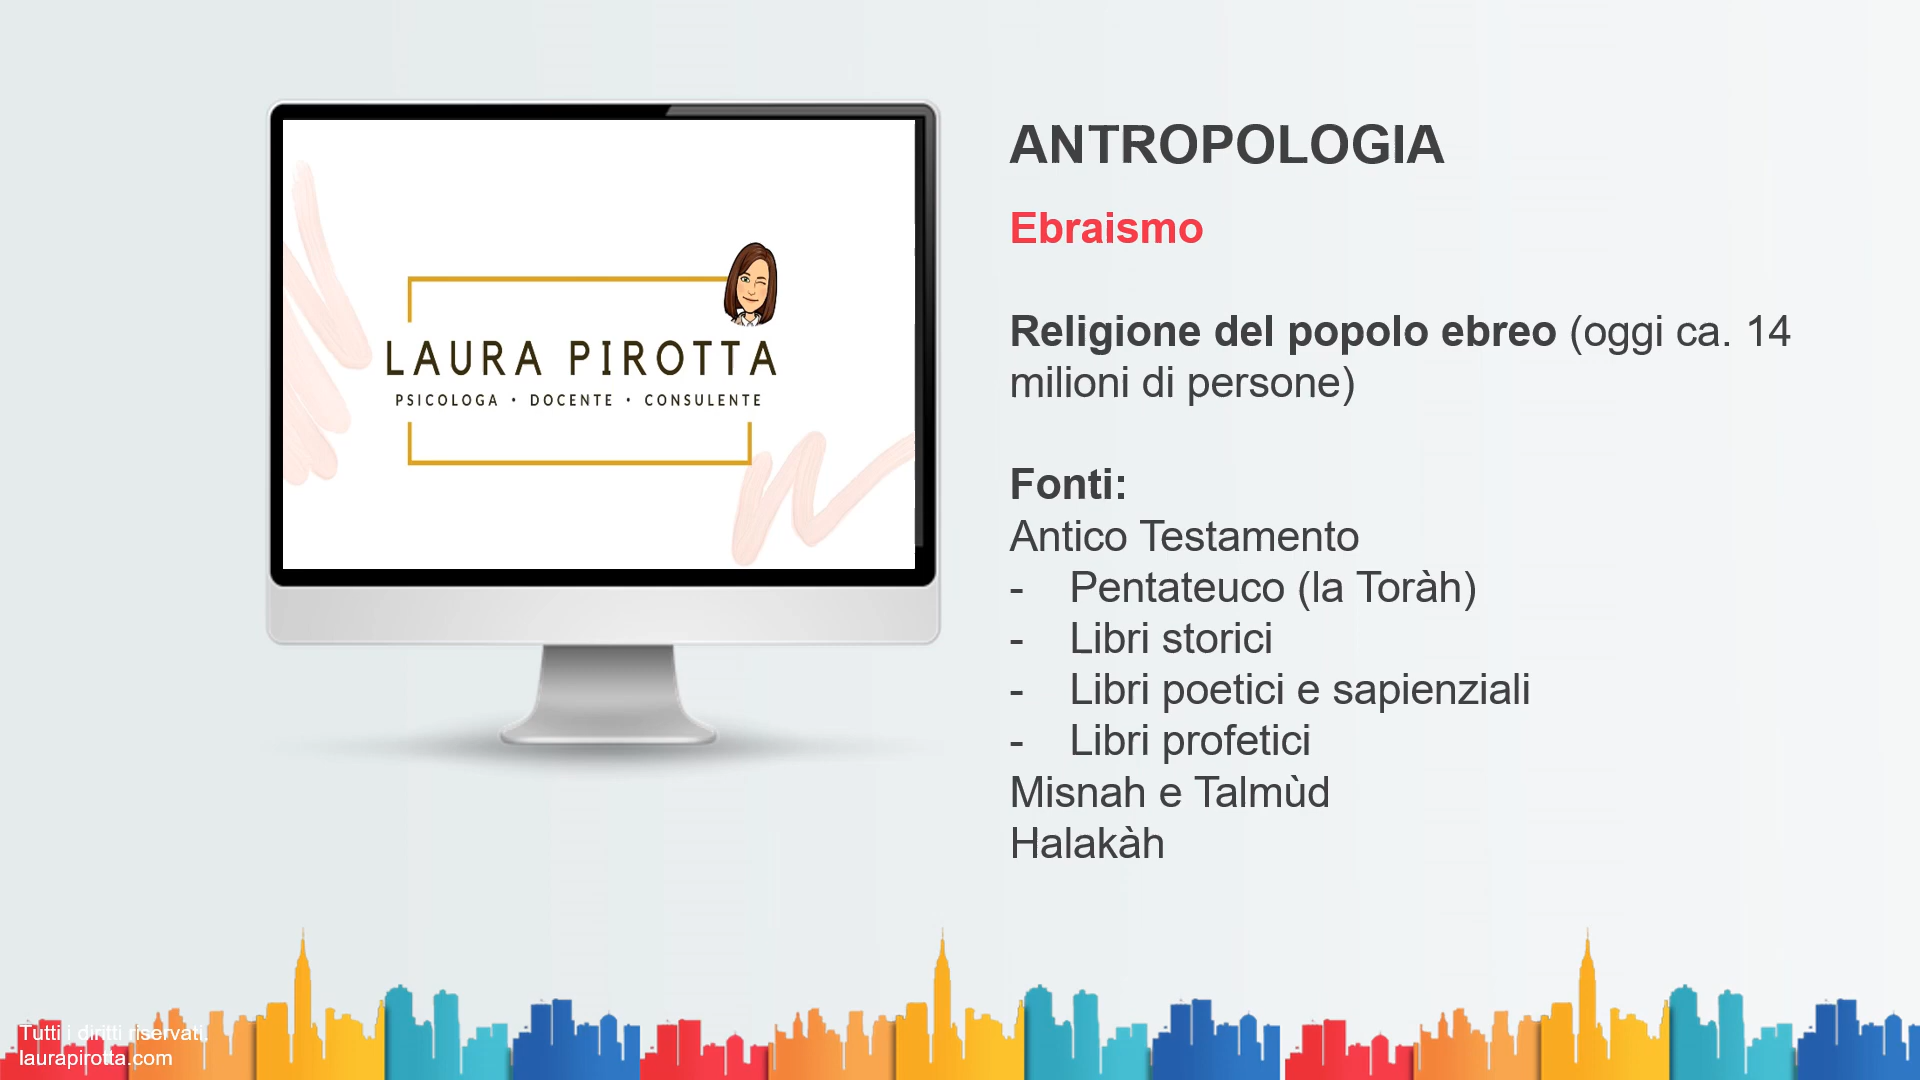 LAURA PIROTTA
PSICOLOGA • DOCENTE • CONSULENTE
ANTROPOLOGIA
Ebraismo
Religione del popolo ebreo (oggi ca. 14
milioni di persone)
Fonti:
Antico Testamento
- Pentateuco (la Toràh)
- Libri storici
- Libri poetici e sapienziali
- Libri profetici
Misnah e Talmùd
Halakàh
Tutti i diritti riservati.
laurapirotta.com